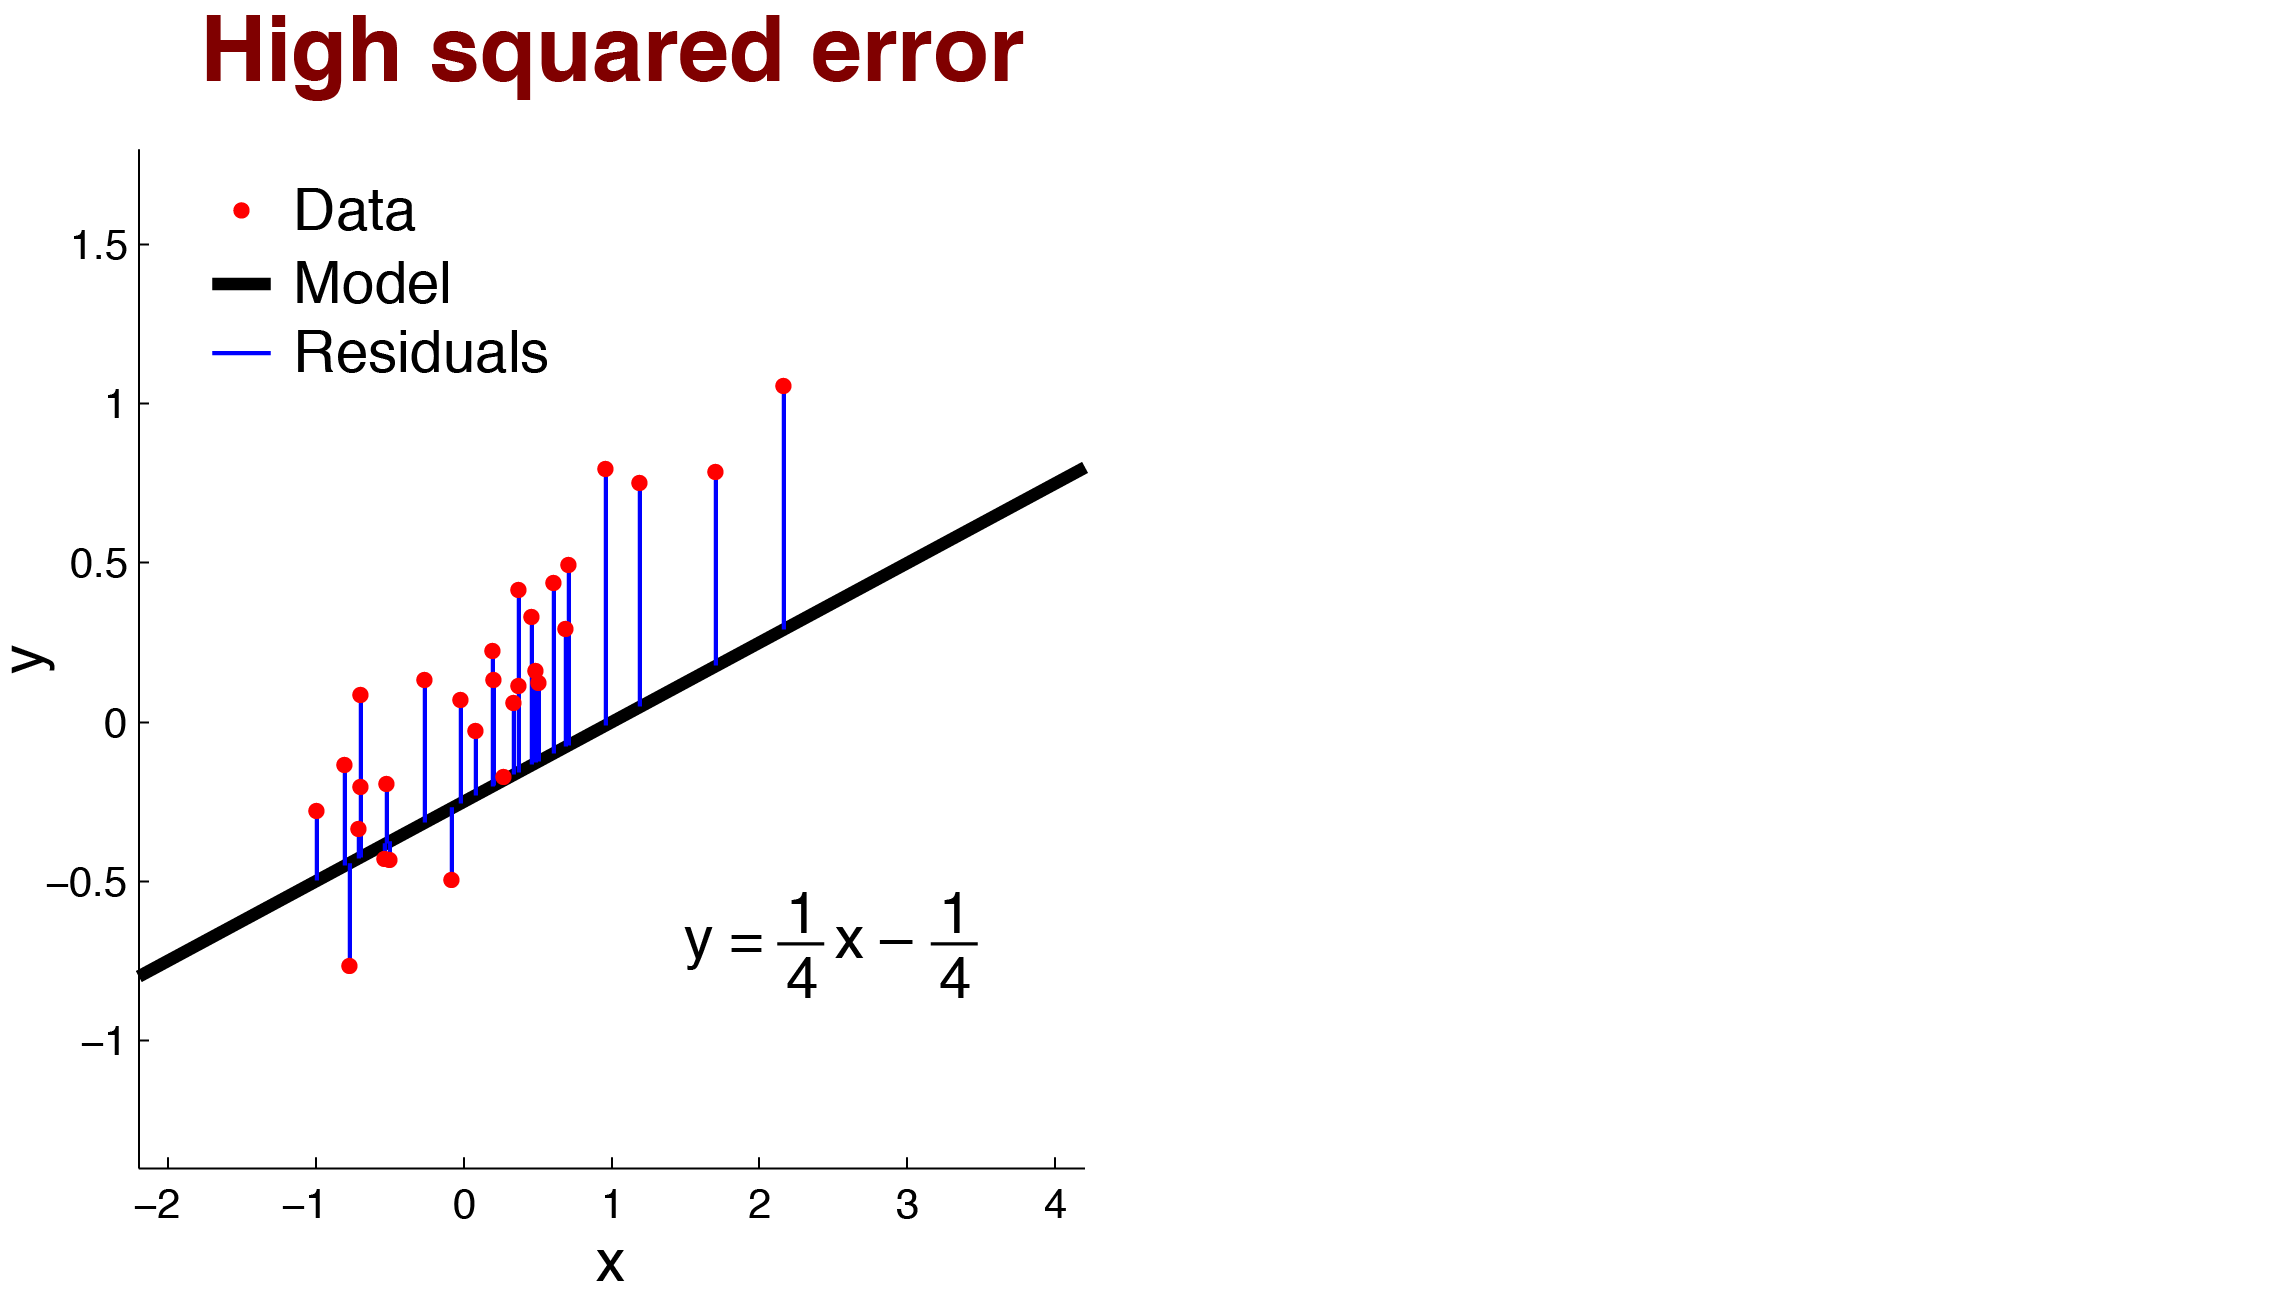 High squared error
Data
Model
Residuals
1.5
1
0.5
0
−0.5
−1
y
y = 1/4 x − 1/4
−2 −1 0 1 2 3 4
x